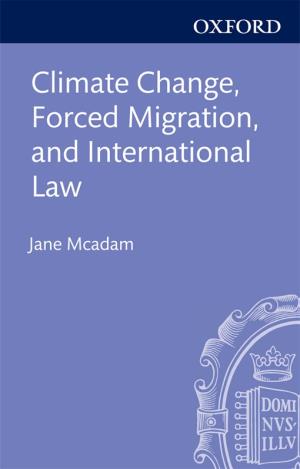 OXFORD
Climate Change,
Forced Migration,
and International
Law
Jane Mcadam
DOMI
NVS·
ILLV